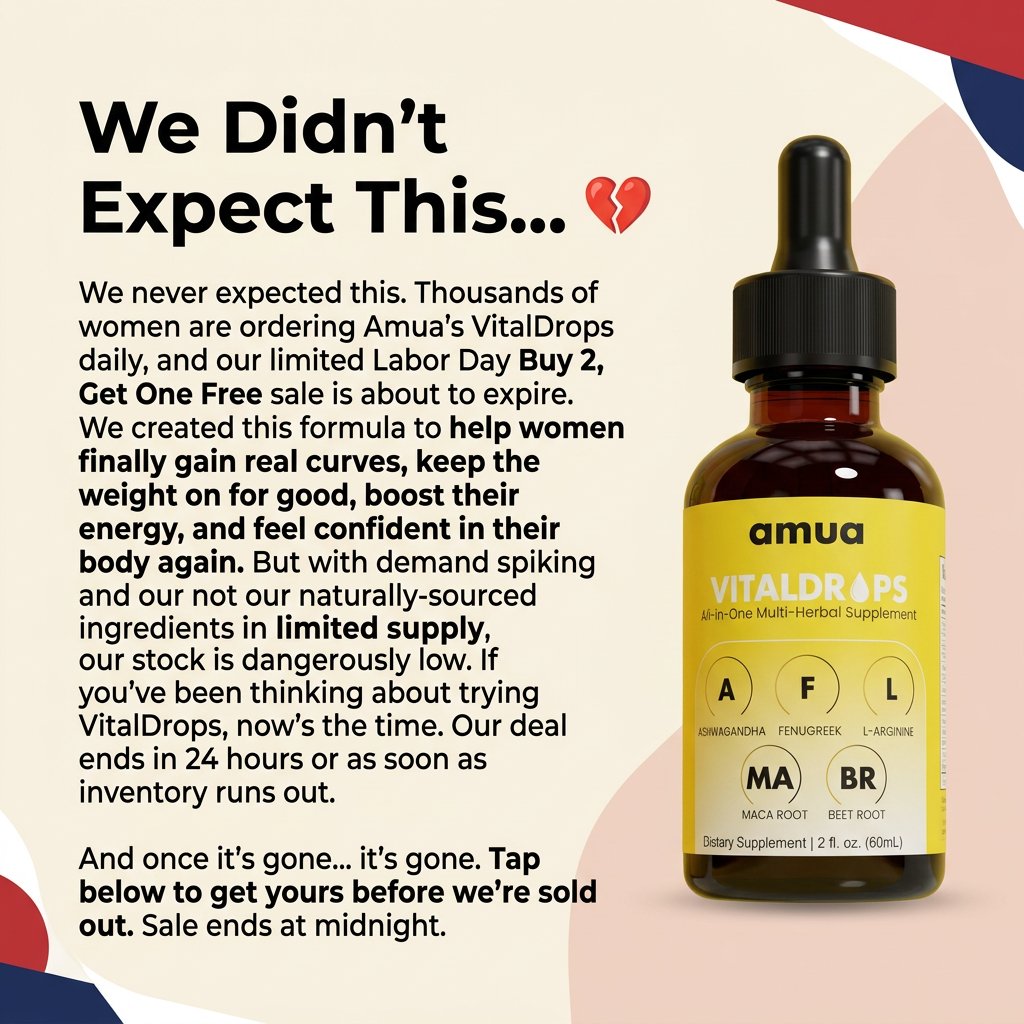 We Didn't
Expect This... 💔
We never expected this. Thousands of
women are ordering Amua's VitalDrops
daily, and our limited Labor Day Buy 2,
Get One Free sale is about to expire.
We created this formula to help women
finally gain real curves, keep the
weight on for good, boost their
energy, and feel confident in their
body again. But with demand spiking
and our not our naturally-sourced
ingredients in limited supply,
our stock is dangerously low. If
you've been thinking about trying
VitalDrops, now's the time. Our deal
ends in 24 hours or as soon as
inventory runs out.
And once it's gone... it's gone. Tap
below to get yours before we're sold
out. Sale ends at midnight.
amua
VITALDROPS
All-in-One Multi-Herbal Supplement
A F L
ASHWAGANDHA FENUGREEK L-ARGININE
MA BR
MACA ROOT BEET ROOT
Distary Supplement | 2 fl. oz. (60mL)